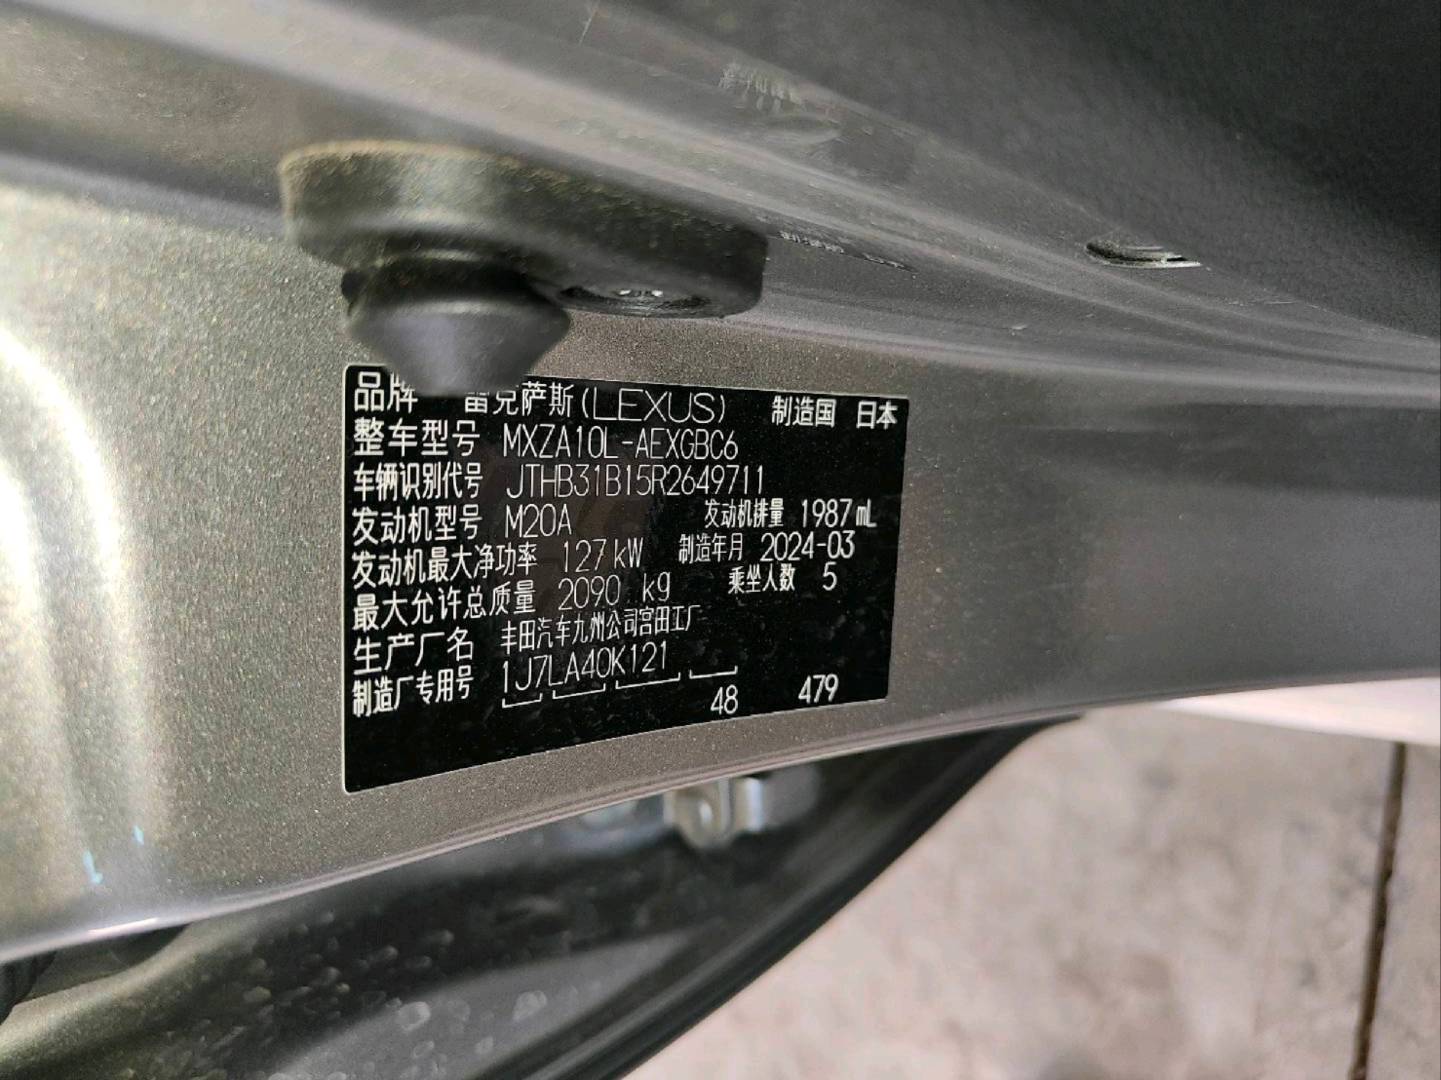 品牌 雷克萨斯(LEXUS) 制造国 日本
整车型号 MXZA10L-AEXGBC6
车辆识别代号 JTHB31B15R2649711
发动机型号 M20A 发动机排量 1987 mL
发动机最大净功率 127 kW 制造年月 2024-03
最大允许总质量 2090 kg 乘坐人数 5
生产厂名 丰田汽车九州公司宫田工厂
制造厂专用号 1J7LA40K121
48 479